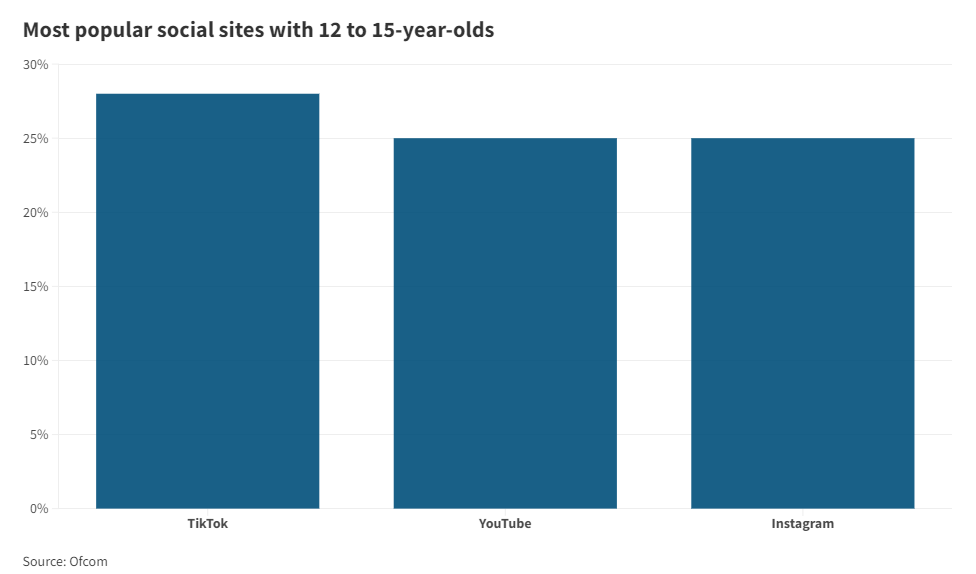 Most popular social sites with 12 to 15-year-olds
30%
25%
20%
15%
10%
5%
0%
TikTok YouTube Instagram
Source: Ofcom